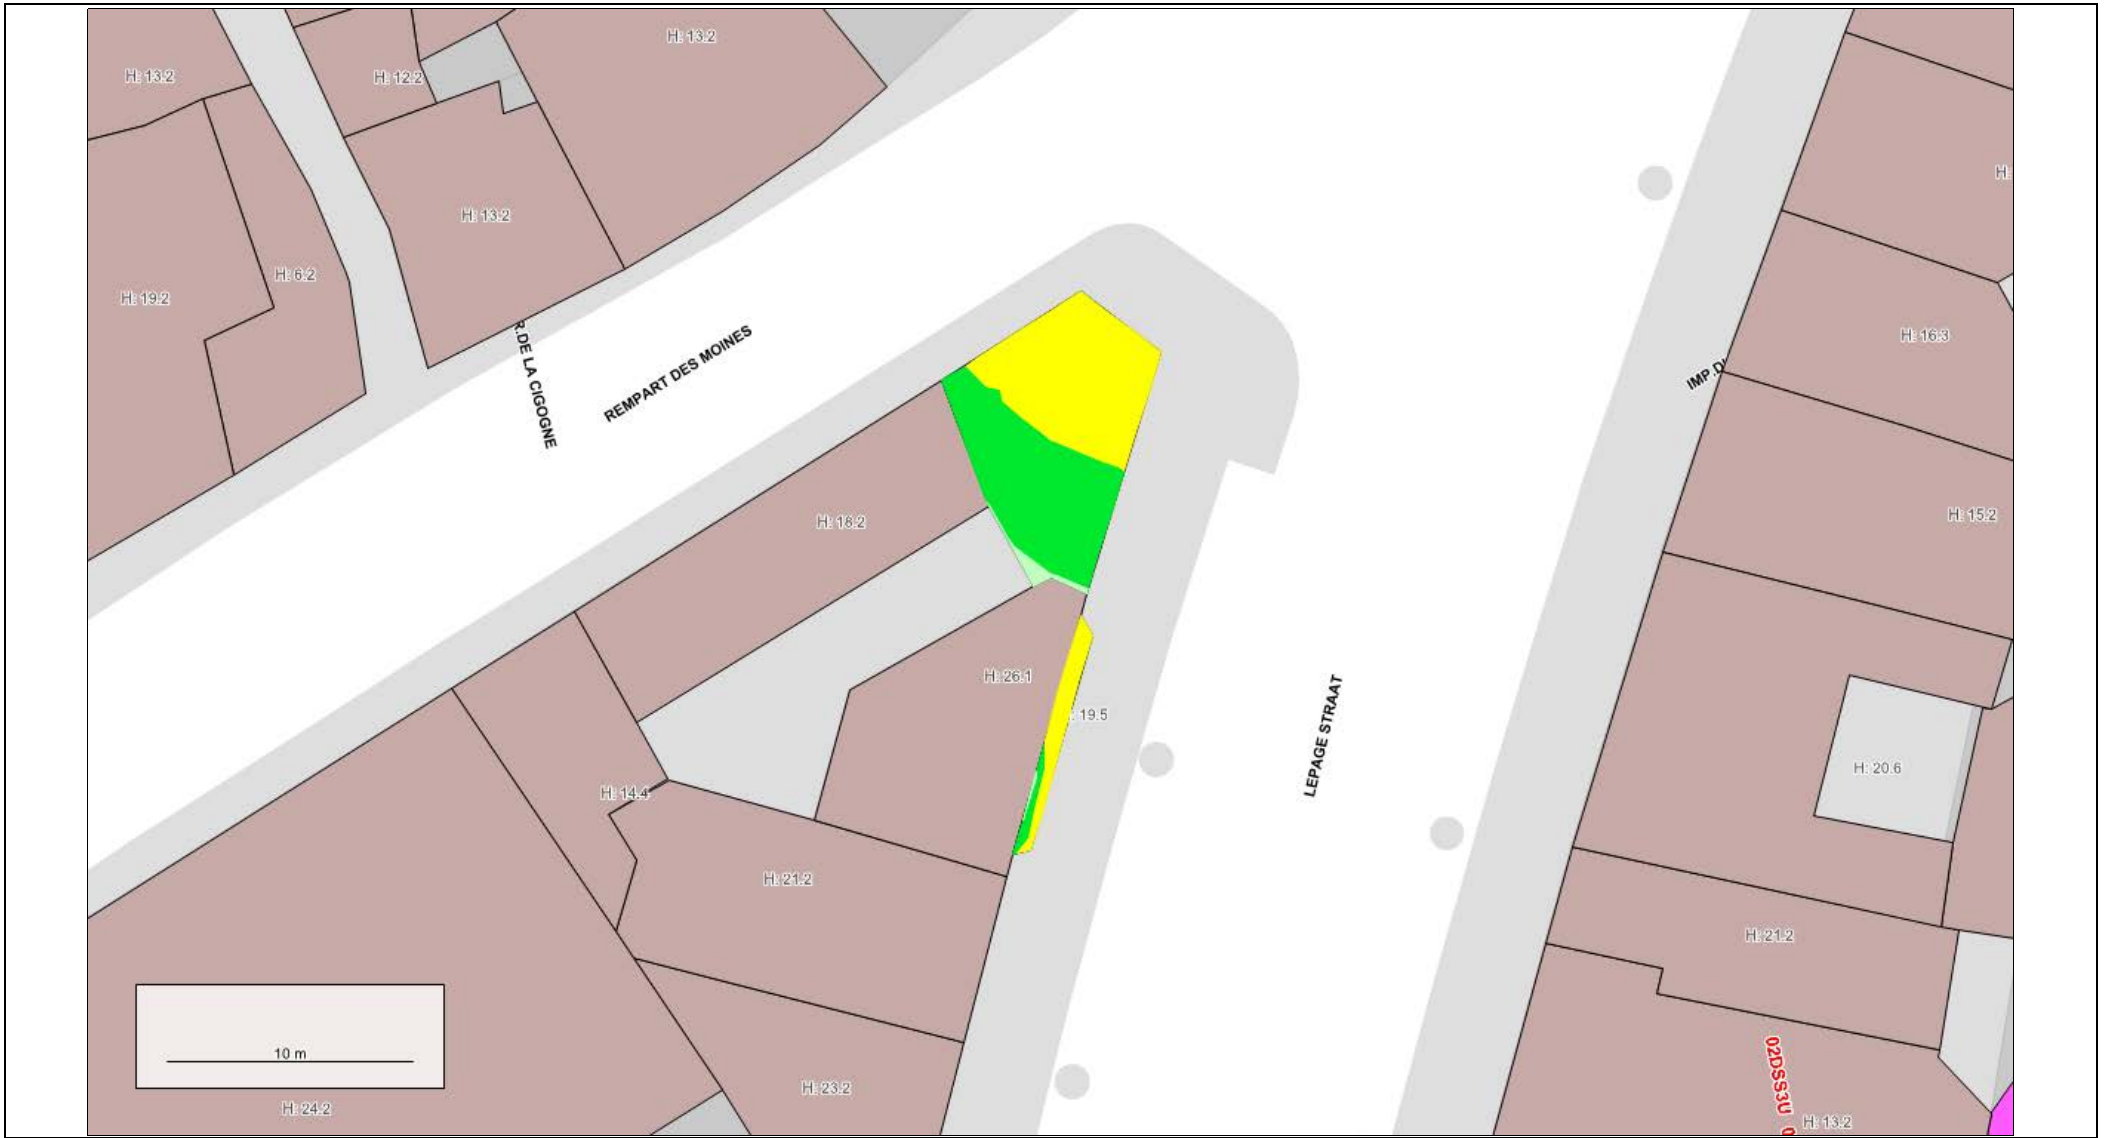 H: 13.2
H: 13.2
H: 12.2
H:
H: 13.2
H: 6.2
H: 19.2
R.DE LA CIGOGNE
REMPART DES MOINES
H: 16.3
IMP.D
H: 15.2
H: 18.2
H: 26.1
: 19.5
LEPAGE STRAAT
H: 20.6
H: 14.4
H: 21.2
H: 21.2
10 m
H: 23.2
H: 24.2
02DSS3U 0
H: 13.2